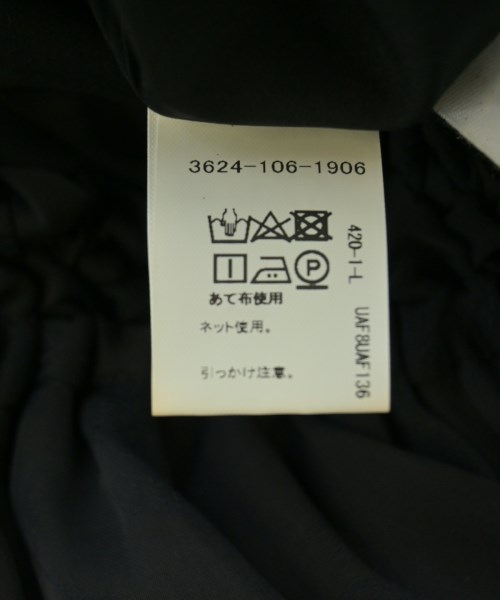 3624-106-1906
P
あて布使用
ネット使用。
引っかけ注意。
420-1-L
UAF8UAF136